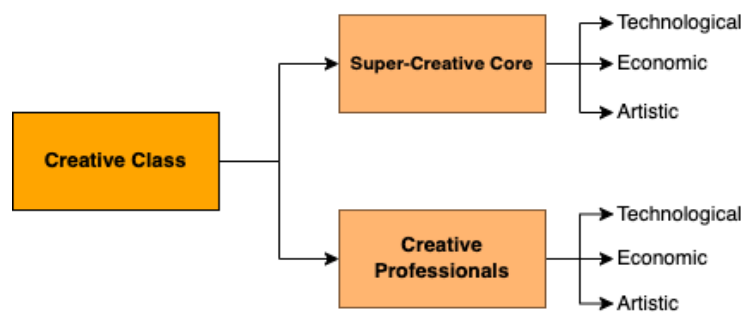 Creative Class
Super-Creative Core
Technological
Economic
Artistic
Creative
Professionals
Technological
Economic
Artistic